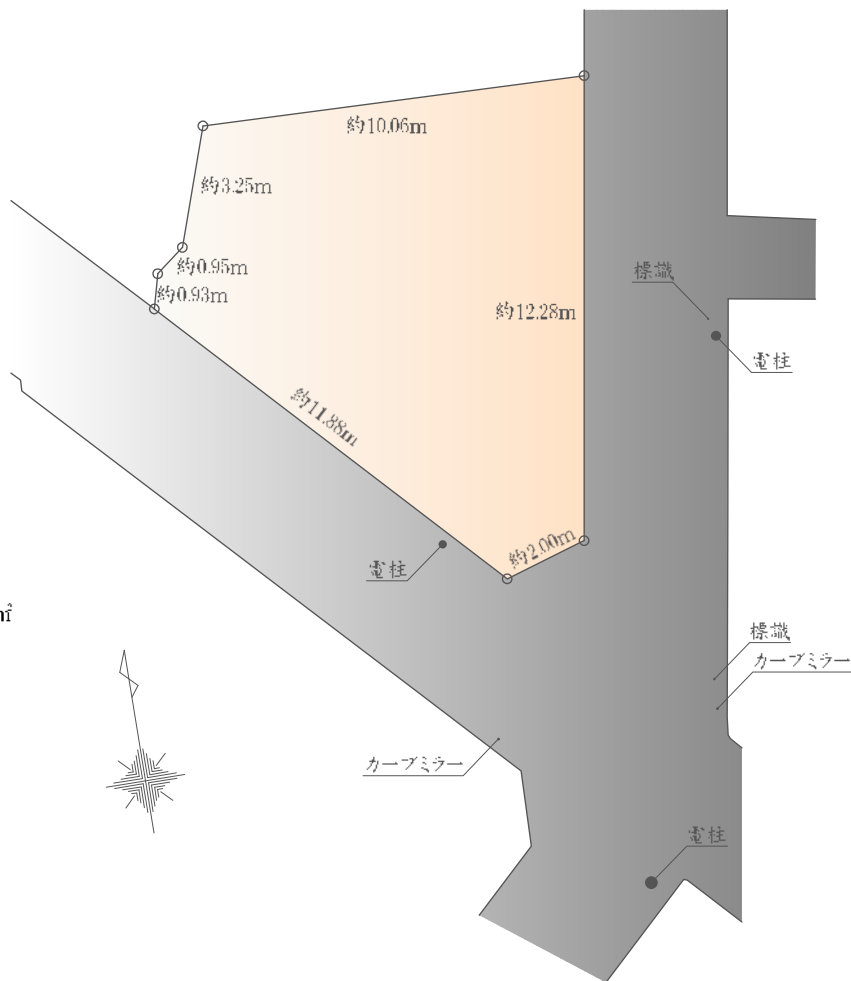 約10.06m
約3.25m
標識
約0.95m
約0.93m
約12.28m
電柱
約11.88m
約2.00m
電柱
㎡
標識
カーブミラー
カーブミラー
電柱